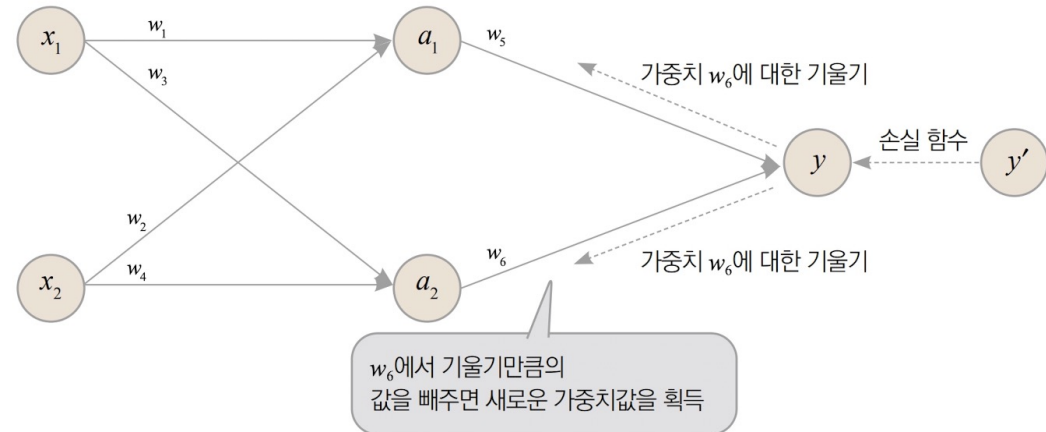 x₁
w₁
a₁
w₅
w₃
가중치 w₆에 대한 기울기
손실 함수
y
y′
w₂
x₂
w₄
a₂
w₆
가중치 w₆에 대한 기울기
w₆에서 기울기만큼의
값을 빼주면 새로운 가중치값을 획득